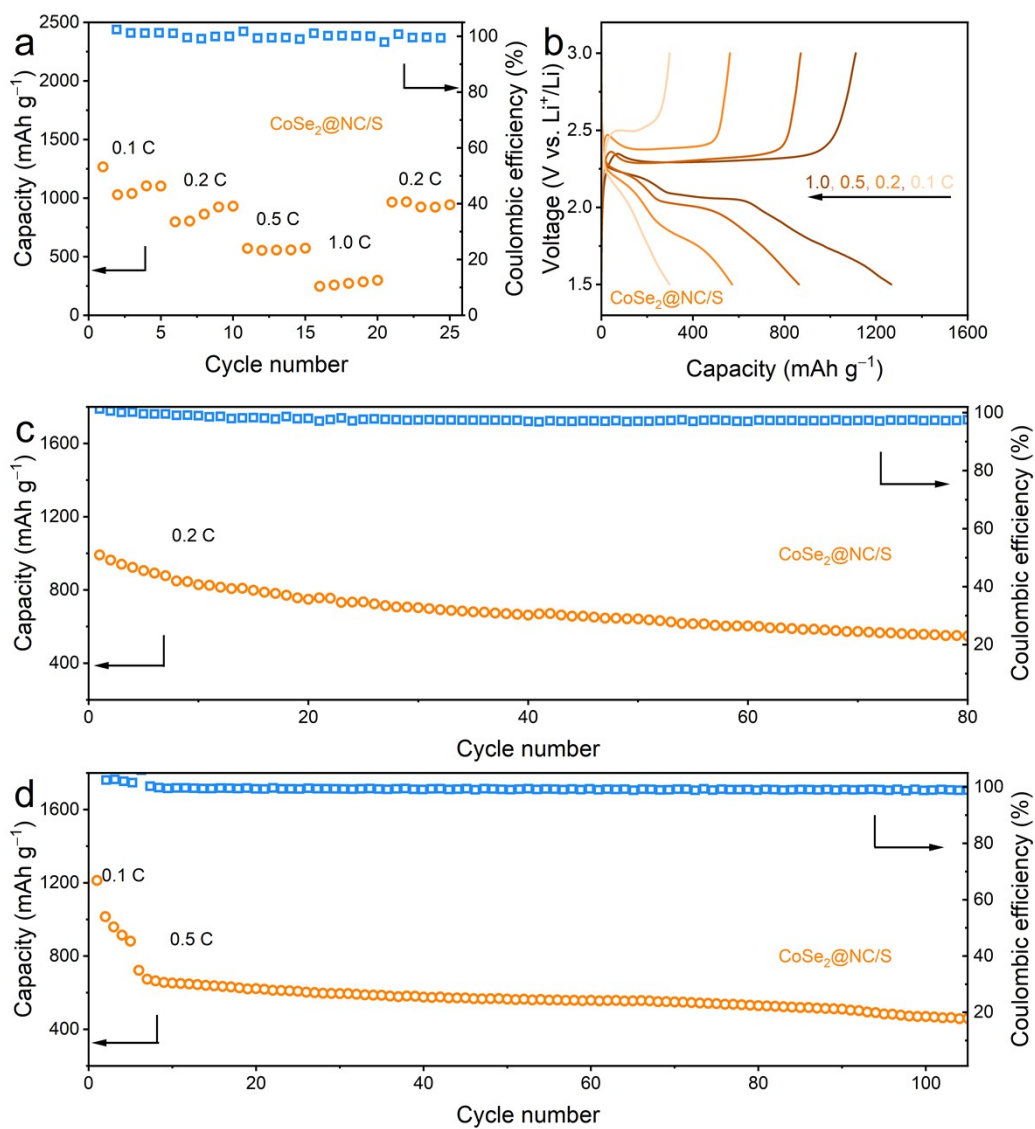 a
2500
2000
1500
1000
500
0
Capacity (mAh g⁻¹)
0 5 10 15 20 25
Cycle number
100
80
60
40
20
0
Coulombic efficiency (%)
CoSe₂@NC/S
0.1 C
0.2 C
0.5 C
1.0 C
0.2 C
b
3.0
2.5
2.0
1.5
Voltage (V vs. Li⁺/Li)
0 400 800 1200 1600
Capacity (mAh g⁻¹)
1.0, 0.5, 0.2, 0.1 C
CoSe₂@NC/S
c
1600
1200
800
400
Capacity (mAh g⁻¹)
0 20 40 60 80
Cycle number
100
80
60
40
20
Coulombic efficiency (%)
0.2 C
CoSe₂@NC/S
d
1600
1200
800
400
Capacity (mAh g⁻¹)
0 20 40 60 80 100
Cycle number
100
80
60
40
20
0
Coulombic efficiency (%)
0.1 C
0.5 C
CoSe₂@NC/S